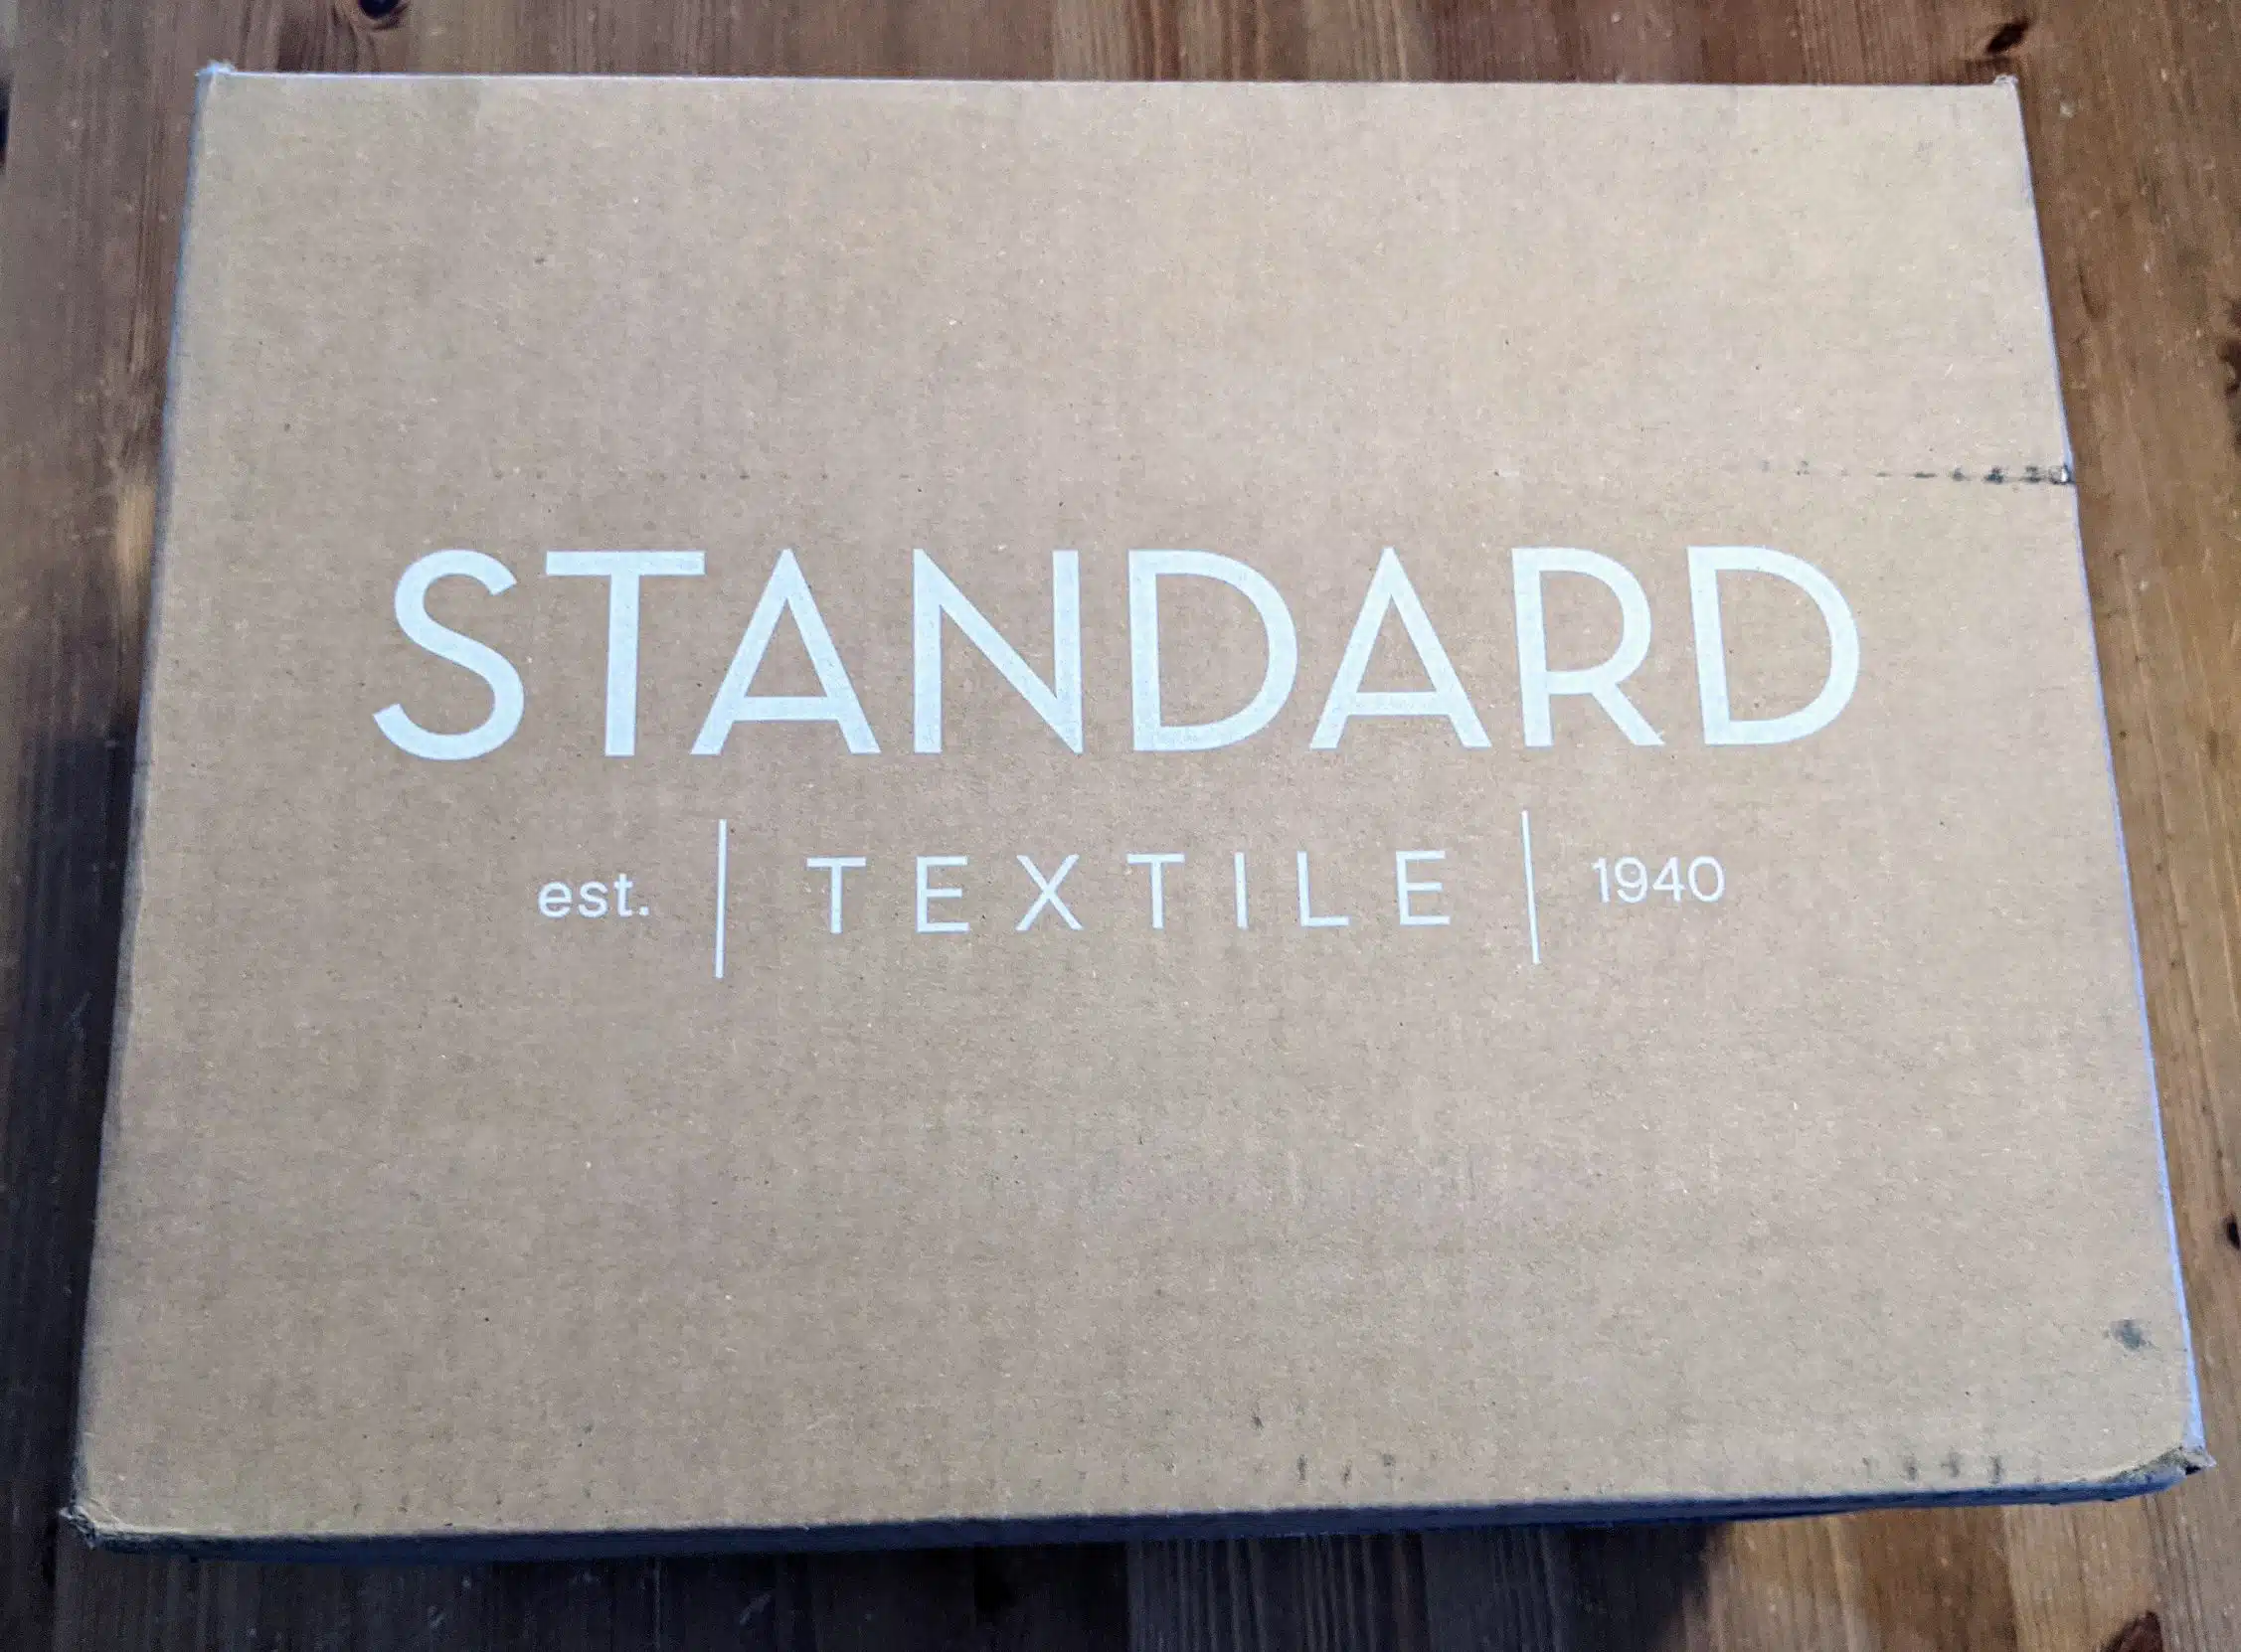 STANDARD
est. | TEXTILE | 1940